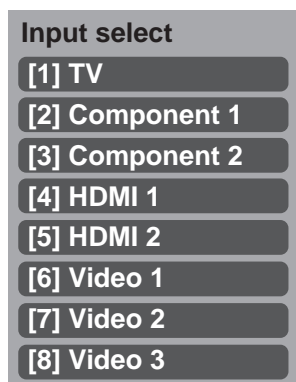 Input select
[1] TV
[2] Component 1
[3] Component 2
[4] HDMI 1
[5] HDMI 2
[6] Video 1
[7] Video 2
[8] Video 3